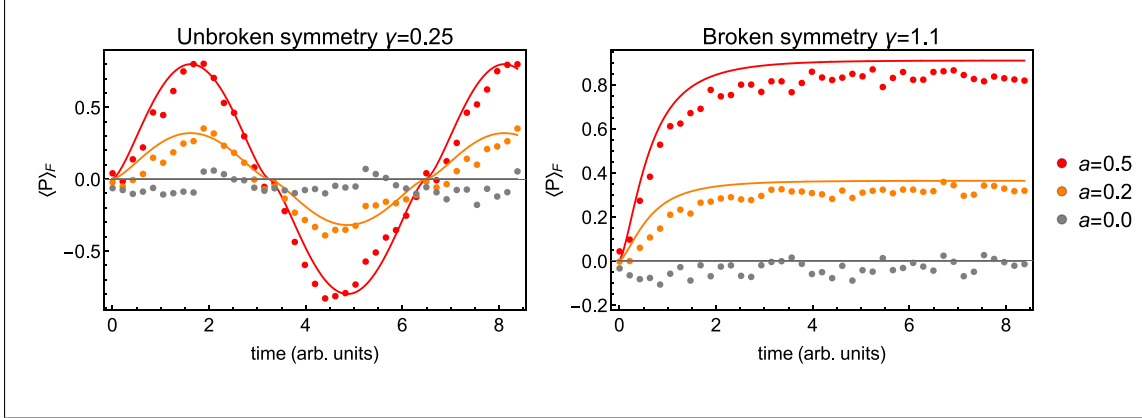 Unbroken symmetry γ=0.25
⟨P⟩F
0.5
0.0
−0.5
0 2 4 6 8
time (arb. units)
Broken symmetry γ=1.1
⟨P⟩F
0.8
0.6
0.4
0.2
0.0
−0.2
0 2 4 6 8
time (arb. units)
a=0.5
a=0.2
a=0.0